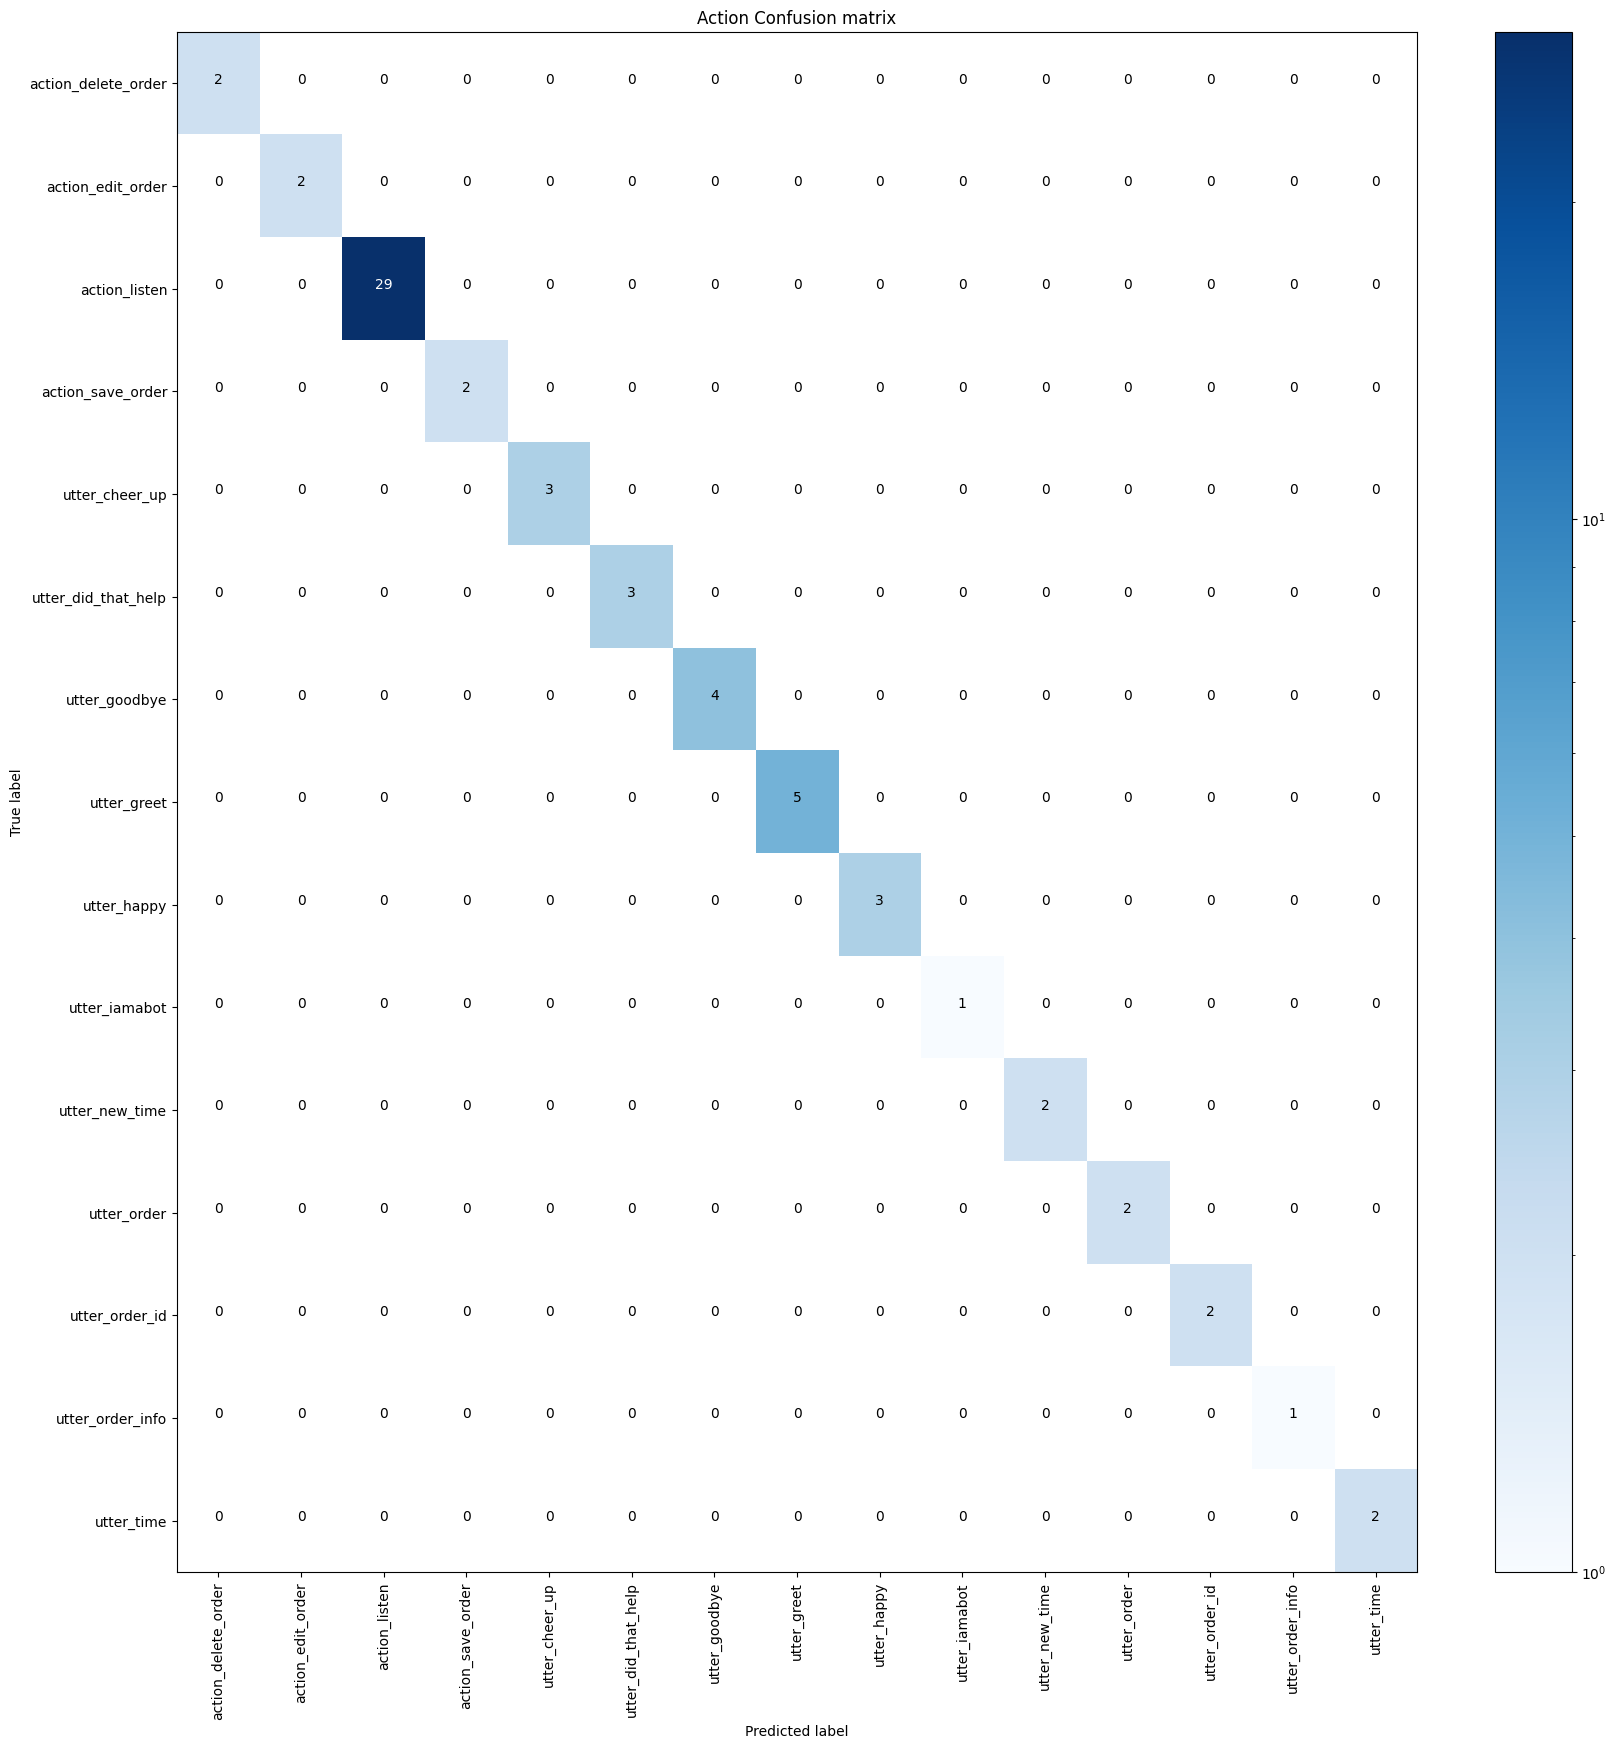 Action Confusion matrix
action_delete_order 2 0 0 0 0 0 0 0 0 0 0 0 0 0 0
action_edit_order 0 2 0 0 0 0 0 0 0 0 0 0 0 0 0
action_listen 0 0 29 0 0 0 0 0 0 0 0 0 0 0 0
action_save_order 0 0 0 2 0 0 0 0 0 0 0 0 0 0 0
utter_cheer_up 0 0 0 0 3 0 0 0 0 0 0 0 0 0 0
10¹
utter_did_that_help 0 0 0 0 0 3 0 0 0 0 0 0 0 0 0
utter_goodbye 0 0 0 0 0 0 4 0 0 0 0 0 0 0 0
True label
utter_greet 0 0 0 0 0 0 0 5 0 0 0 0 0 0 0
utter_happy 0 0 0 0 0 0 0 0 3 0 0 0 0 0 0
utter_iamabot 0 0 0 0 0 0 0 0 0 1 0 0 0 0 0
utter_new_time 0 0 0 0 0 0 0 0 0 0 2 0 0 0 0
utter_order 0 0 0 0 0 0 0 0 0 0 0 2 0 0 0
utter_order_id 0 0 0 0 0 0 0 0 0 0 0 0 2 0 0
utter_order_info 0 0 0 0 0 0 0 0 0 0 0 0 0 1 0
utter_time 0 0 0 0 0 0 0 0 0 0 0 0 0 0 2
10⁰
action_delete_order
action_edit_order
action_listen
action_save_order
utter_cheer_up
utter_did_that_help
utter_goodbye
utter_greet
utter_happy
utter_iamabot
utter_new_time
utter_order
utter_order_id
utter_order_info
utter_time
Predicted label